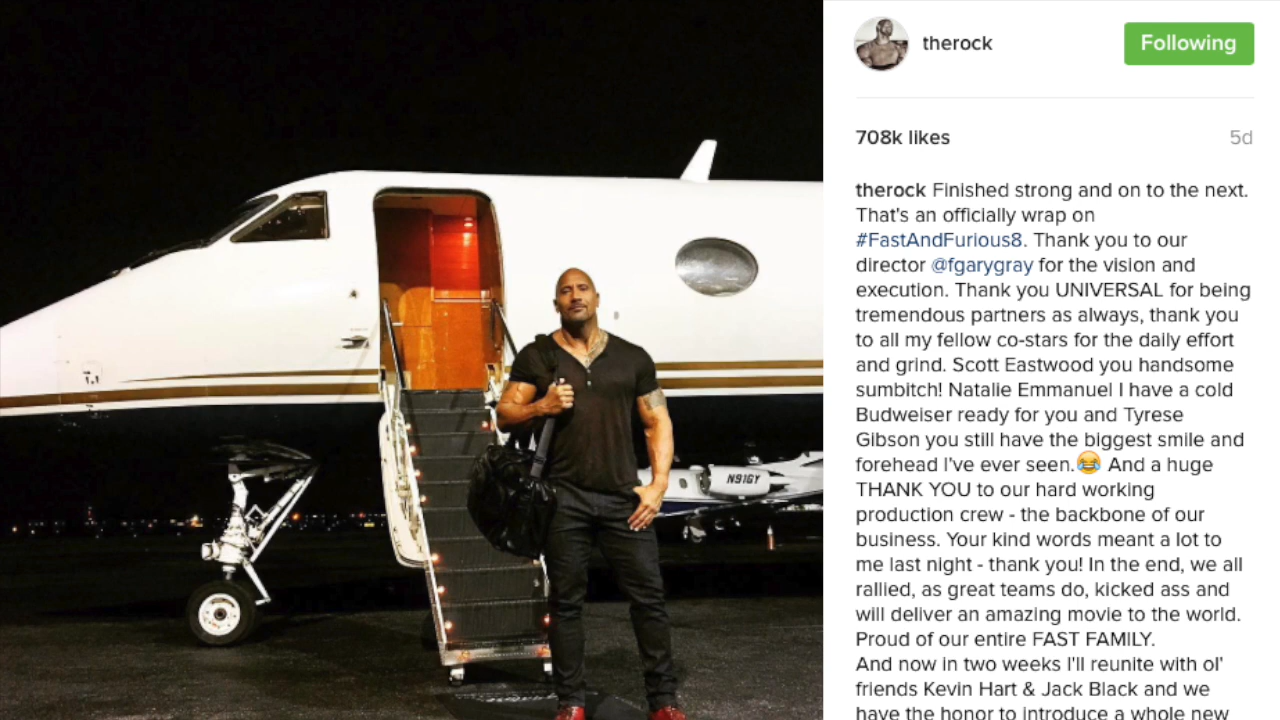 therock
Following
708k likes
5d
therock Finished strong and on to the next.
That's an officially wrap on
#FastAndFurious8. Thank you to our
director @fgarygray for the vision and
execution. Thank you UNIVERSAL for being
tremendous partners as always, thank you
to all my fellow co-stars for the daily effort
and grind. Scott Eastwood you handsome
sumbitch! Natalie Emmanuel I have a cold
Budweiser ready for you and Tyrese
Gibson you still have the biggest smile and
forehead I've ever seen.😂 And a huge
THANK YOU to our hard working
production crew - the backbone of our
business. Your kind words meant a lot to
me last night - thank you! In the end, we all
rallied, as great teams do, kicked ass and
will deliver an amazing movie to the world.
Proud of our entire FAST FAMILY.
And now in two weeks I'll reunite with ol'
friends Kevin Hart & Jack Black and we
have the honor to introduce a whole new
N91GY